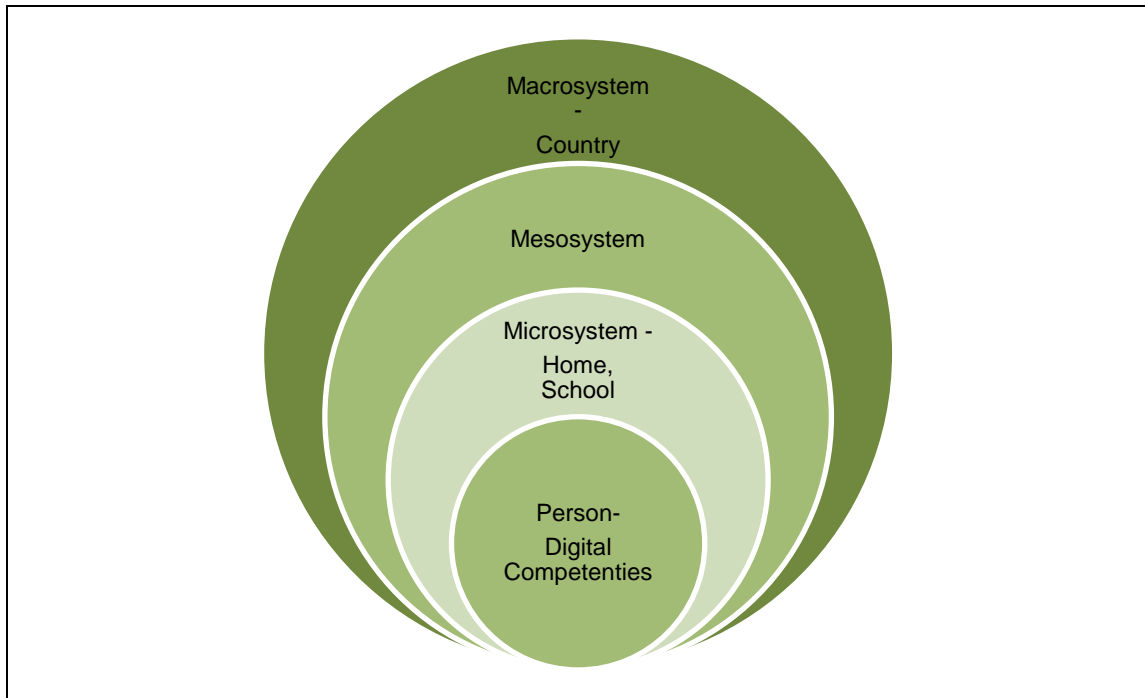 Macrosystem
-
Country
Mesosystem
Microsystem -
Home,
School
Person-
Digital
Competenties